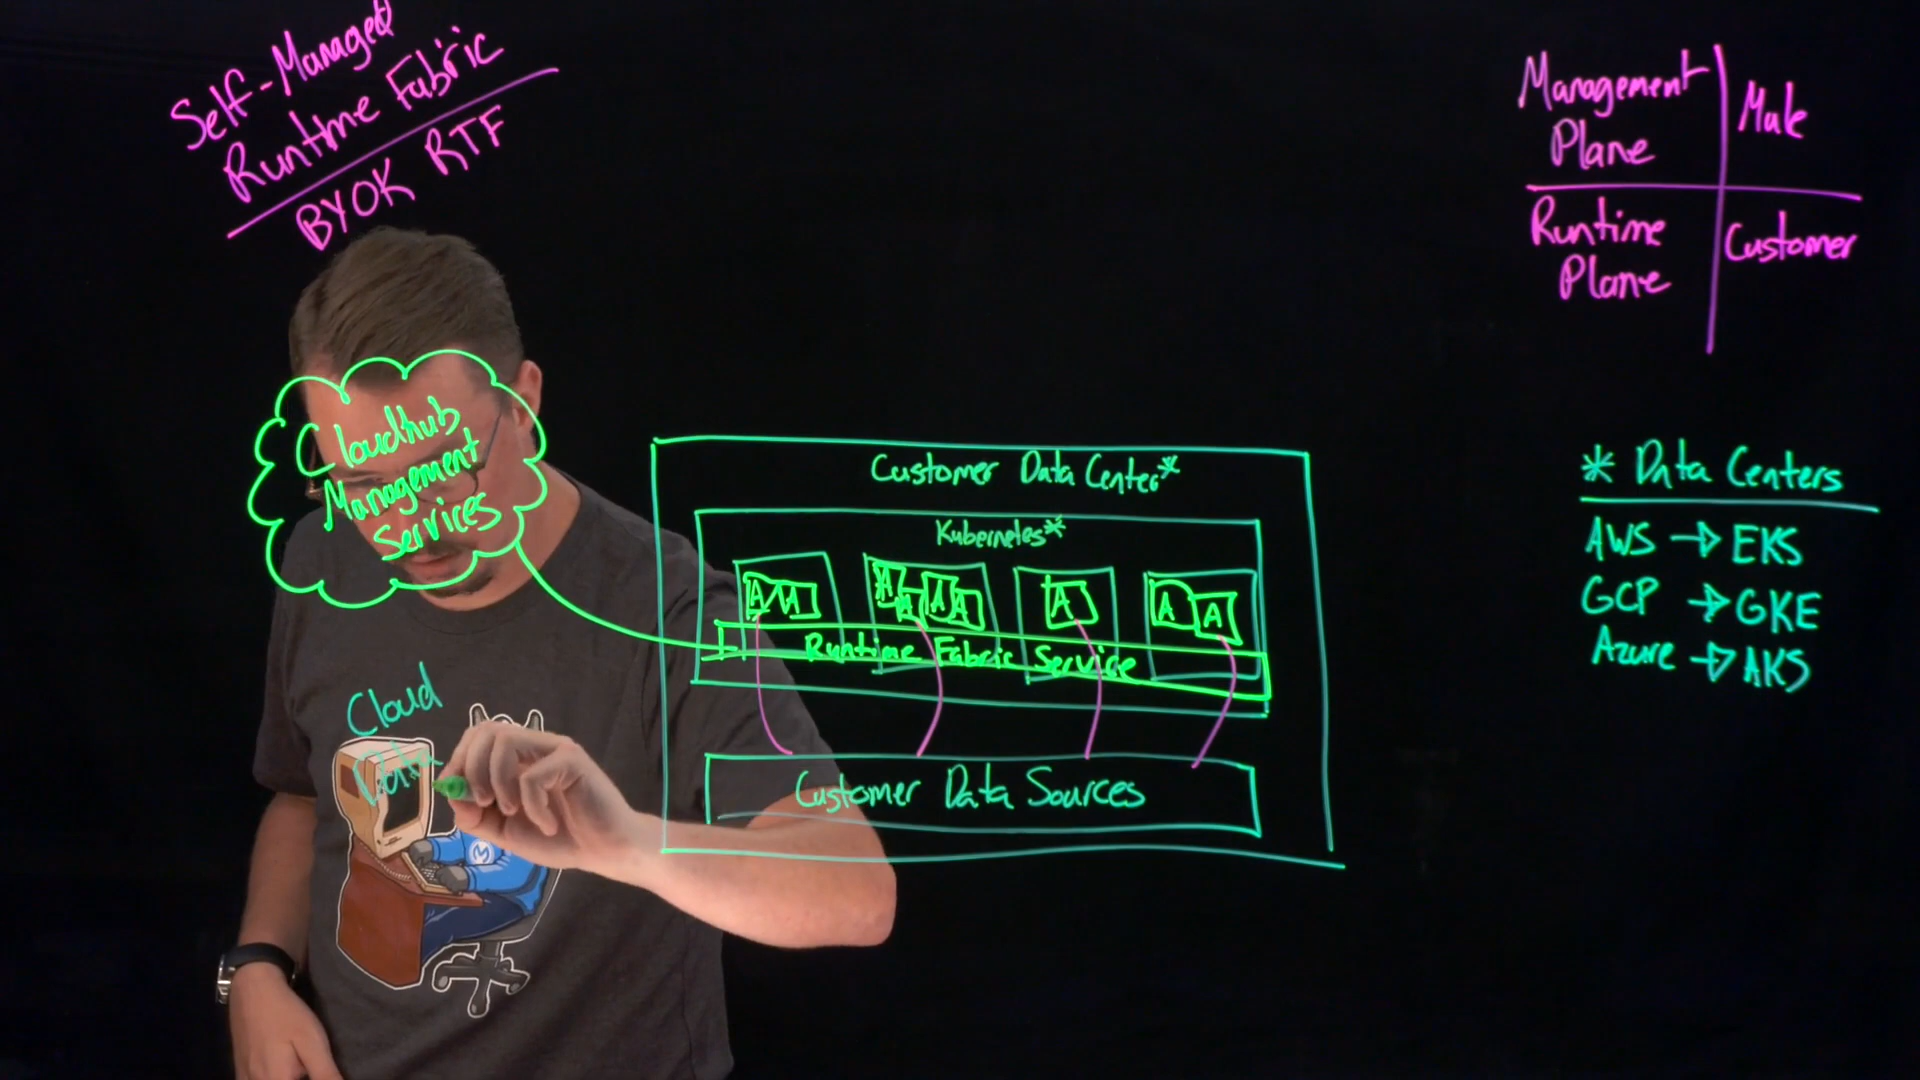 Self-Managed
Runtime Fabric
BYOK RTF
Management
Plane
Mule
Runtime
Plane
Customer
Cloudhub
Management
Services
Customer Data Center*
Kubernetes*
A A
A A A A
A
A A
Runtime Fabric Service
Customer Data Sources
* Data Centers
AWS → EKS
GCP → GKE
Azure → AKS
Cloud
Data